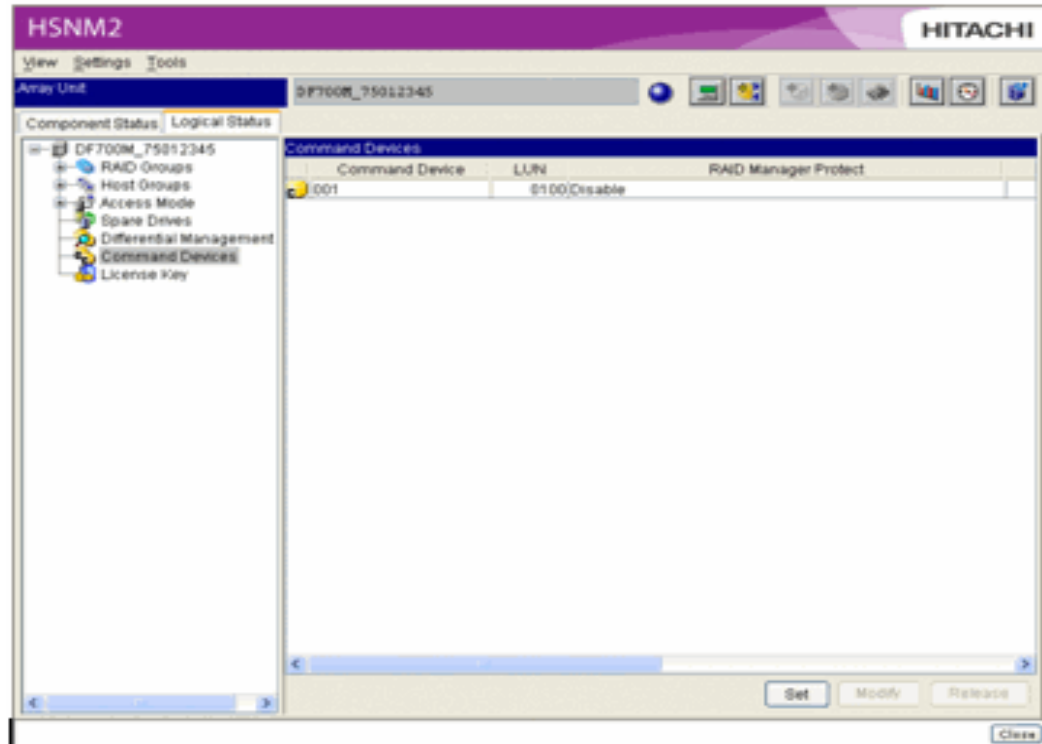 HSNM2
HITACHI
View Settings Tools
Array Unit
DF700M_75012345
Component Status Logical Status
DF700M_75012345
RAID Groups
Host Groups
Access Mode
Spare Drives
Differential Management
Command Devices
License Key
Command Devices
Command Device LUN RAID Manager Protect
001 0100 Disable
Set Modify Release
Close